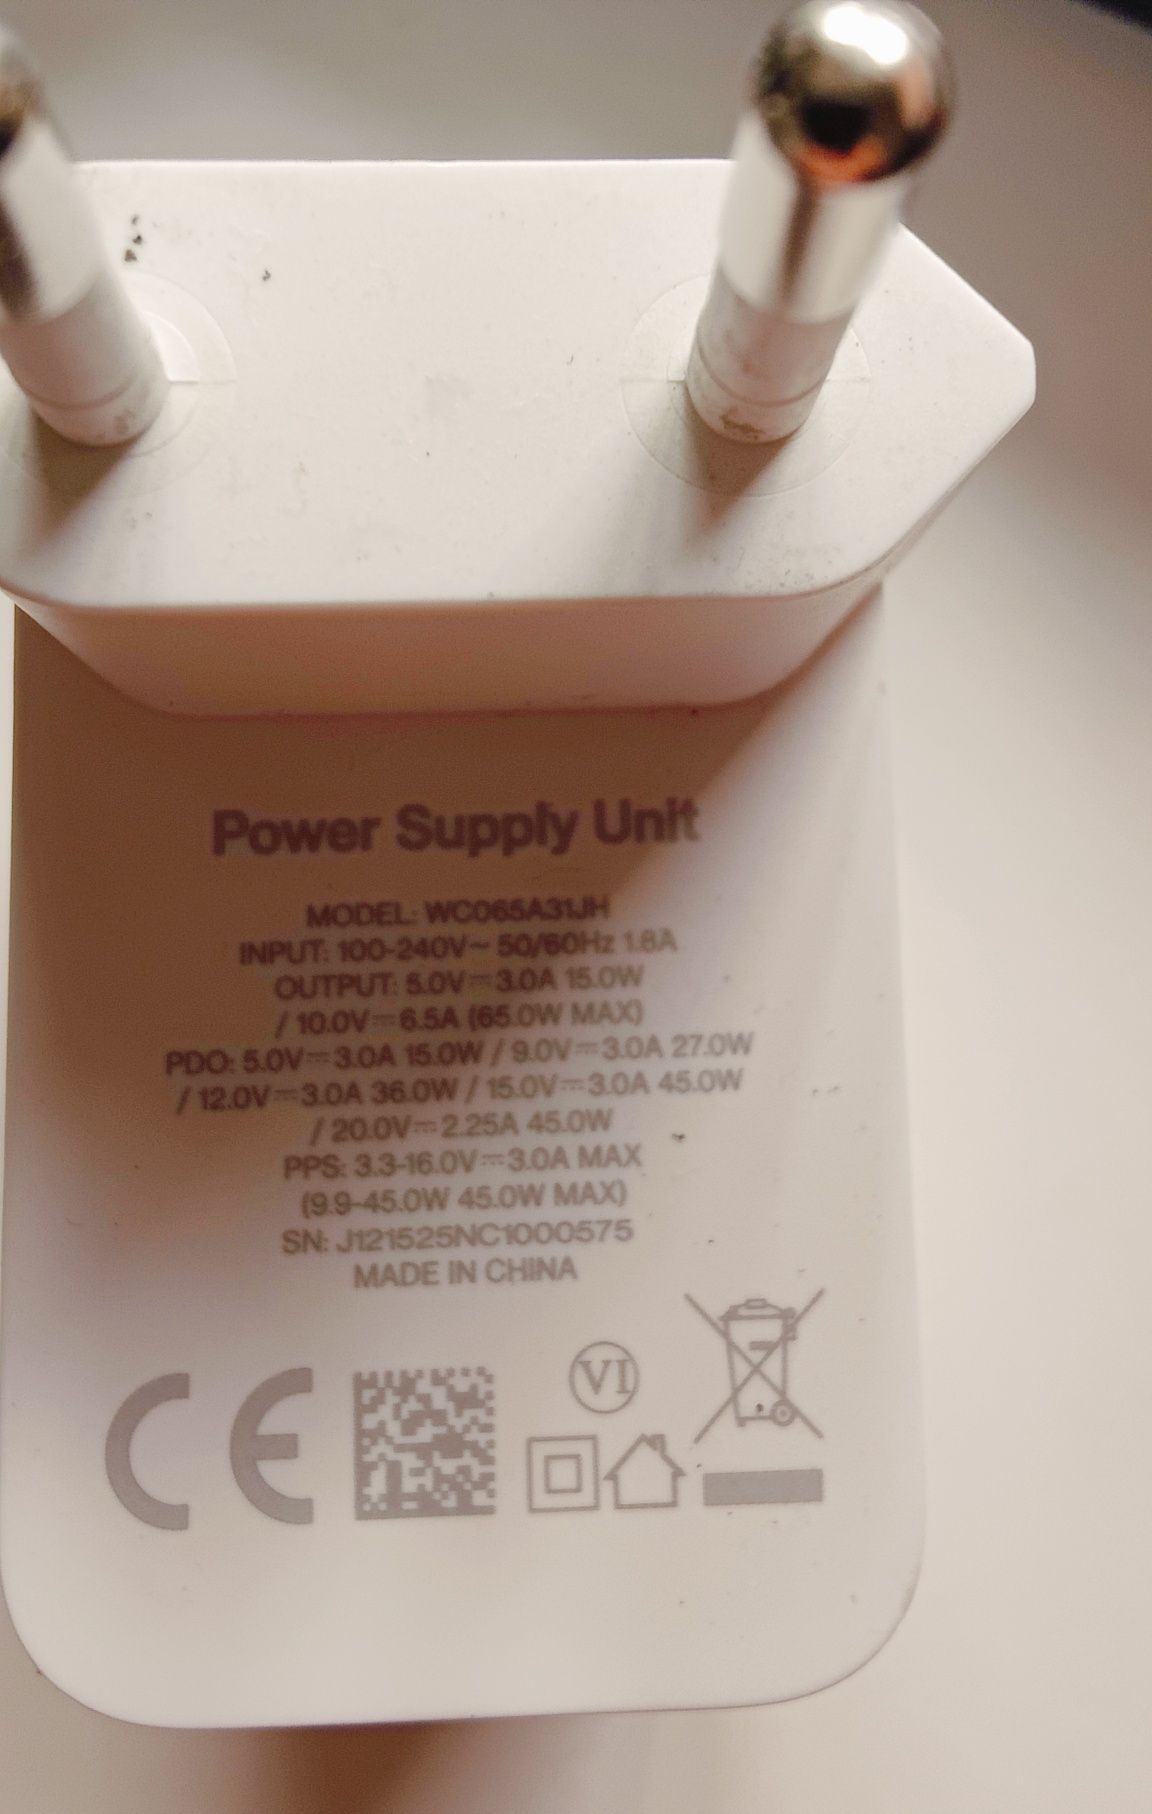 Power Supply Unit
MODEL: WC065A31JH
INPUT: 100-240V~ 50/60Hz 1.8A
OUTPUT: 5.0V⎓3.0A 15.0W
/ 10.0V⎓6.5A (65.0W MAX)
PDO: 5.0V⎓3.0A 15.0W / 9.0V⎓3.0A 27.0W
/ 12.0V⎓3.0A 36.0W / 15.0V⎓3.0A 45.0W
/ 20.0V⎓2.25A 45.0W
PPS: 3.3-16.0V⎓3.0A MAX
(9.9-45.0W 45.0W MAX)
SN: J121525NC1000575
MADE IN CHINA
CE
VI